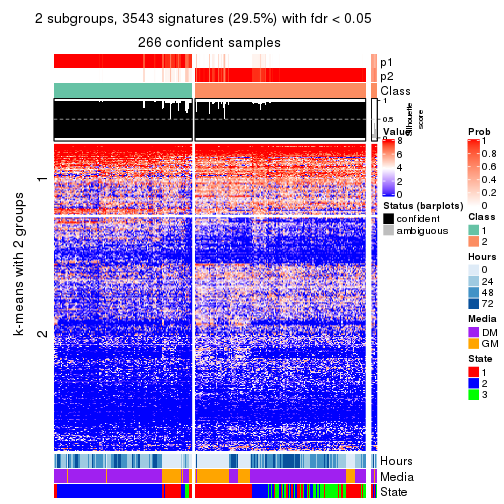 2 subgroups, 3543 signatures (29.5%) with fdr < 0.05
266 confident samples
p1
p2
Class
1
0.5
0
Silhouette
score
k-means with 2 groups
1
2
Hours
Media
State
Value
8
6
4
2
0
Status (barplots)
confident
ambiguous
Prob
1
0.8
0.6
0.4
0.2
0
Class
1
2
Hours
0
24
48
72
Media
DM
GM
State
1
2
3